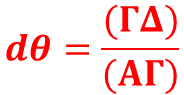 dθ = (ΓΔ) / (ΑΓ)